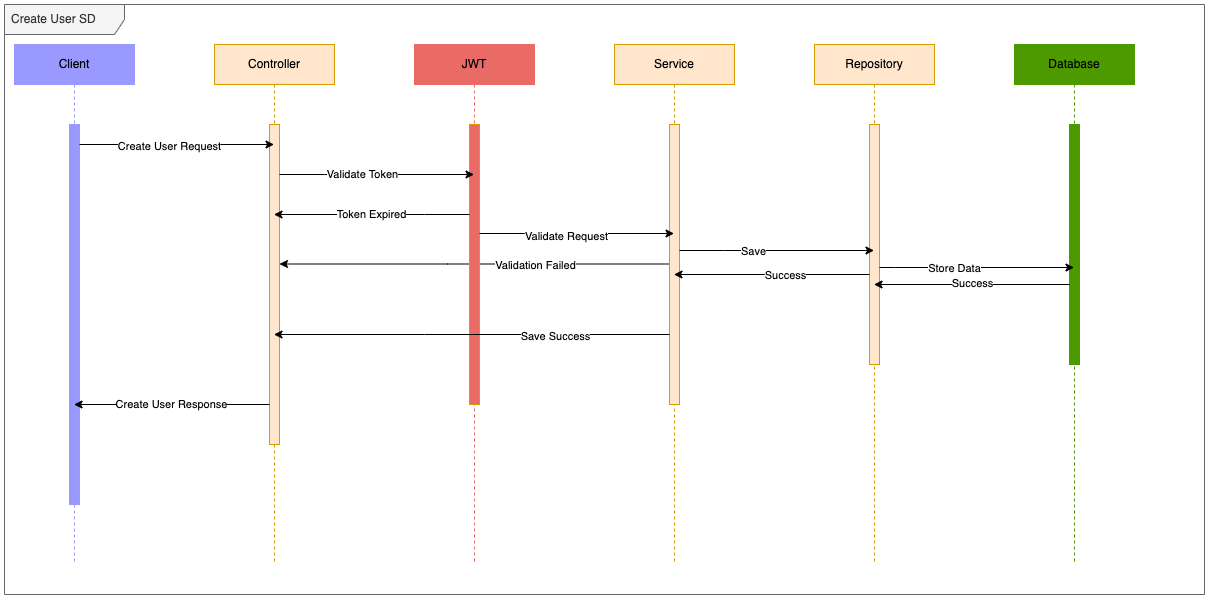 Create User SD
Client
Controller
JWT
Service
Repository
Database
Create User Request
Validate Token
Token Expired
Validate Request
Save
Validation Failed
Store Data
Success
Success
Save Success
Create User Response